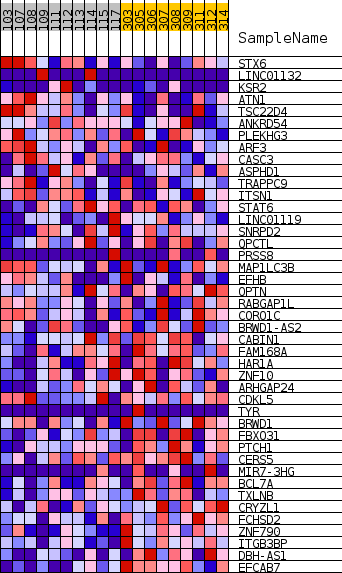 103 107 108 109 111 112 113 114 115 117 303 305 306 307 308 309 311 312 314
SampleName
STX6
LINC01132
KSR2
ATN1
TSC22D4
ANKRD54
PLEKHG3
ARF3
CASC3
ASPHD1
TRAPPC9
ITSN1
STAT6
LINC01119
SNRPD2
QPCTL
PRSS8
MAP1LC3B
EFHB
OPTN
RABGAP1L
CORO1C
BRWD1-AS2
CABIN1
FAM168A
HAR1A
ZNF10
ARHGAP24
CDKL5
TYR
BRWD1
FBXO31
PTCH1
CERS5
MIR7-3HG
BCL7A
TXLNB
CRYZL1
FCHSD2
ZNF790
ITGB3BP
DBH-AS1
EFCAB7